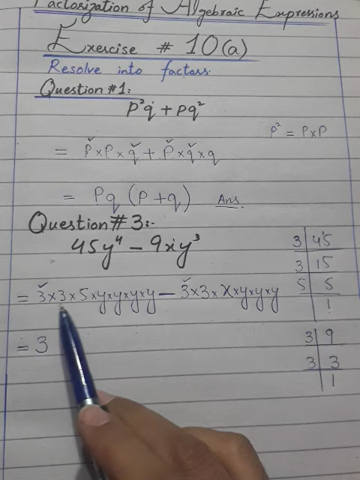 Factorization of Algebraic Expressions
Exercise # 10(a)
Resolve into factors.
Question #1:
p²q + pq²
p² = p×p
= p×p×q + p×q×q
= pq (p+q) Ans.
Question #3:-
45y⁴ − 9xy³
= 3×3×5×y×y×y×y − 3×3×x×y×y×y
= 3
3 | 45
3 | 15
5 | 5
1
3 | 9
3 | 3
1